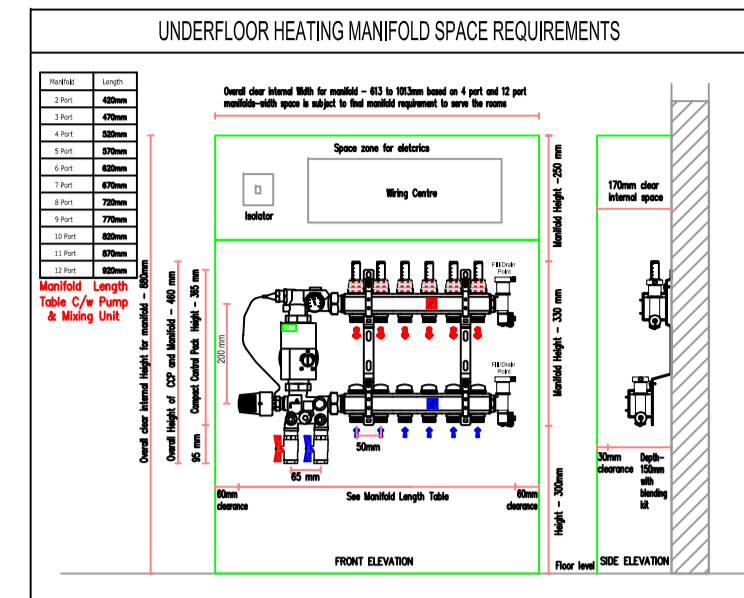 UNDERFLOOR HEATING MANIFOLD SPACE REQUIREMENTS
Manifold Length
2 Port 420mm
3 Port 470mm
4 Port 520mm
5 Port 570mm
6 Port 620mm
7 Port 670mm
8 Port 720mm
9 Port 770mm
10 Port 820mm
11 Port 870mm
12 Port 920mm
Manifold Length
Table C/w Pump
& Mixing Unit
Overall clear internal Width for manifold - 613 to 1013mm based on 4 port and 12 port
manifolds-width space is subject to final manifold requirement to serve the rooms
Space zone for eletcrics
Isolator
Wiring Centre
Overall clear internal Height for manifold - 880mm
Overall Height of CCP and Manifold - 460 mm
Compact Control Pack Height - 365 mm
95 mm
200 mm
Fill/Drain
Point
Fill/Drain
Point
50mm
65 mm
60mm
clearance
See Manifold Length Table
60mm
clearance
FRONT ELEVATION
Manifold Height -250 mm
Manifold Height - 330 mm
Height - 300mm
Floor level
170mm clear
internal space
30mm
clearance
Depth-
150mm
with
blending
kit
SIDE ELEVATION